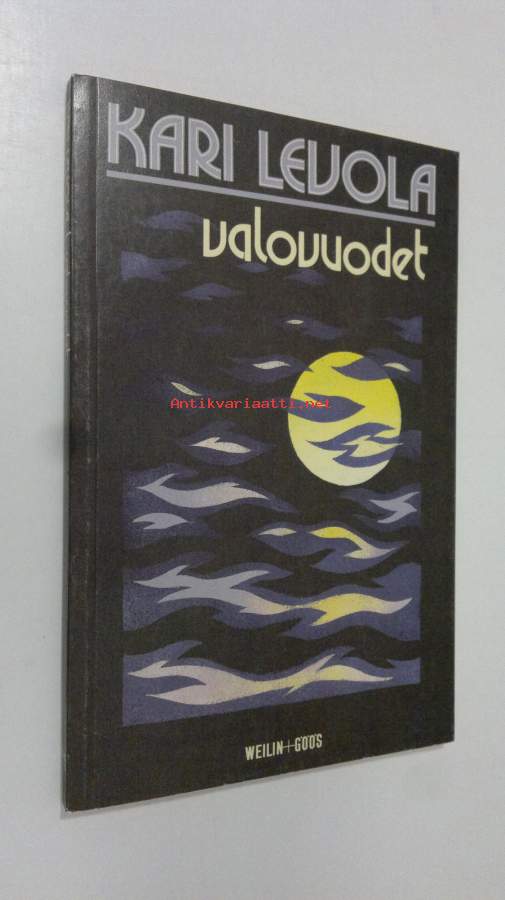 KARI LEVOLA
valovuodet
Antikvariaatti.net
WEILIN+GÖÖS